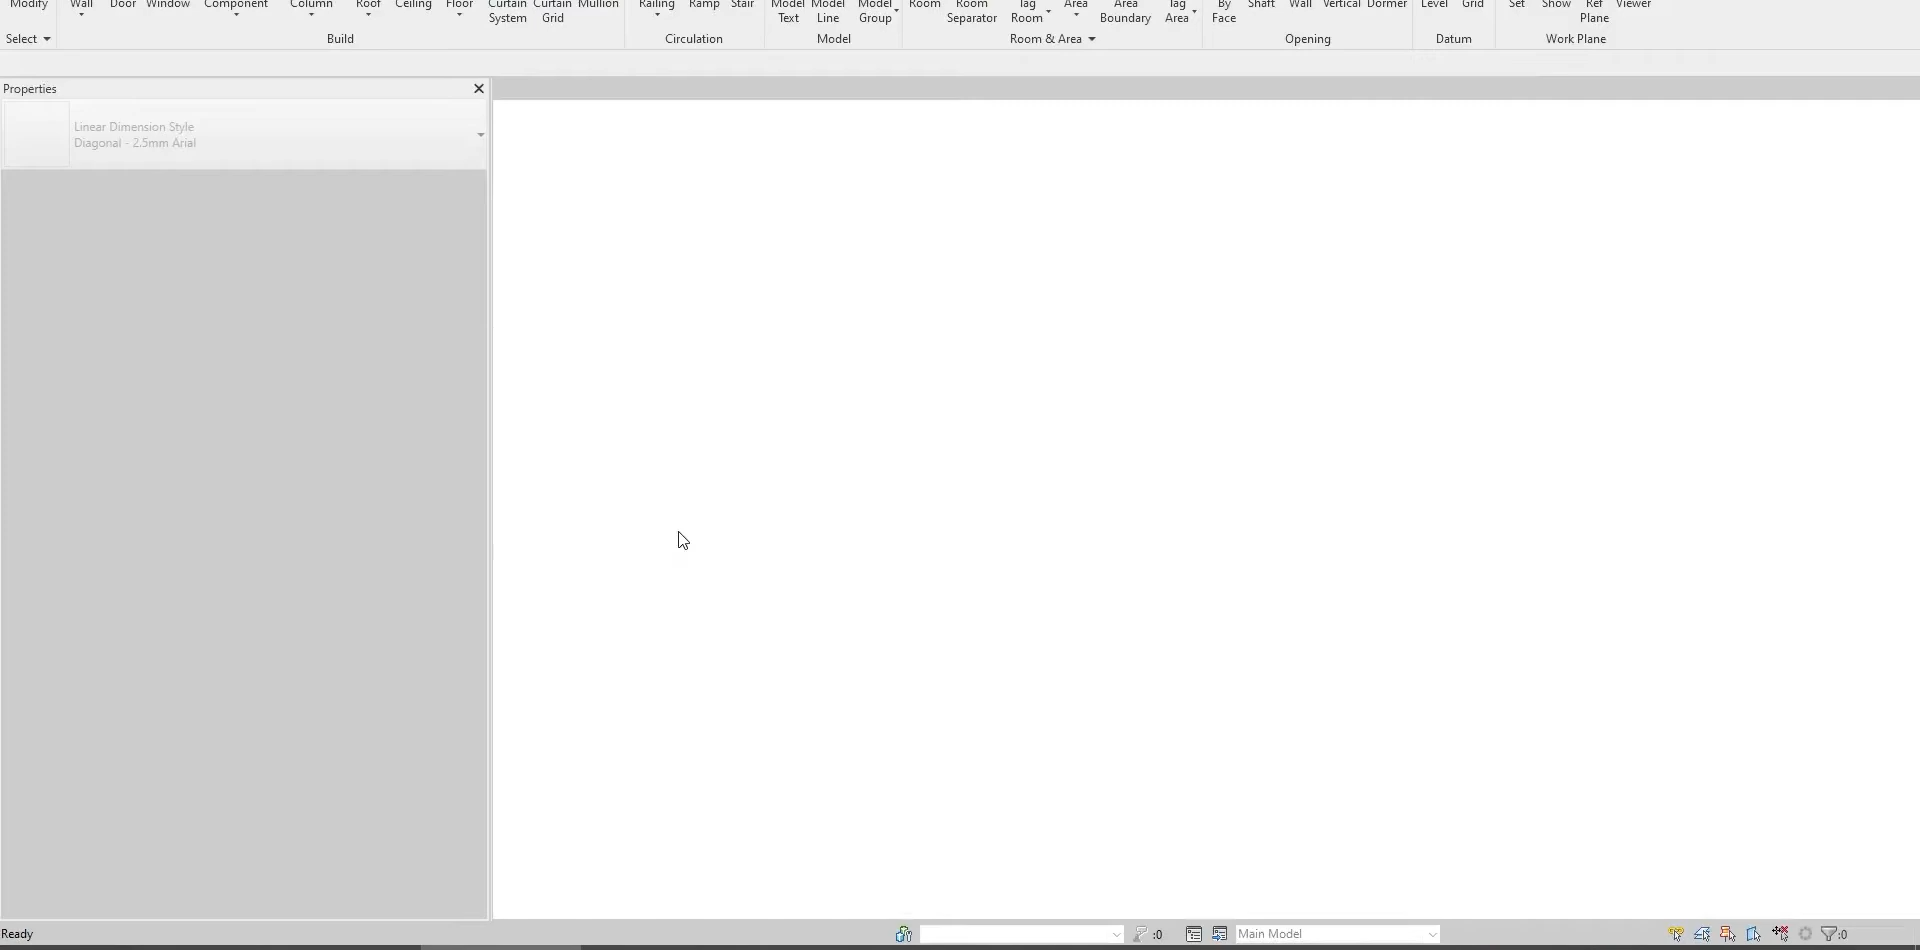 Modify Wall Door Window Component Column Roof Ceiling Floor Curtain System Curtain Grid Mullion Railing Ramp Stair Model Text Model Line Model Group Room Room Separator Tag Room Area Area Boundary Tag Area By Face Shaft Wall Vertical Dormer Level Grid Set Show Ref Plane Viewer
Select Build Circulation Model Room & Area Opening Datum Work Plane
Properties
Linear Dimension Style
Diagonal - 2.5mm Arial
Ready :0 Main Model :0